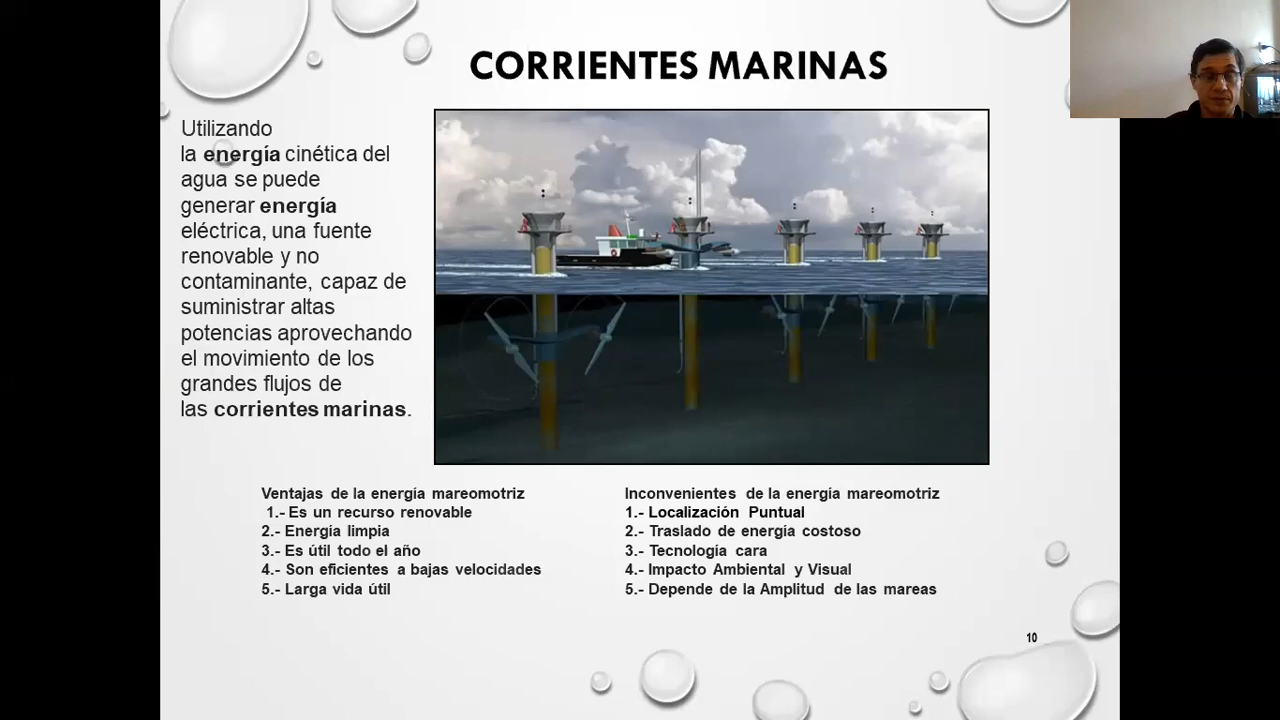 CORRIENTES MARINAS
Utilizando
la energía cinética del
agua se puede
generar energía
eléctrica, una fuente
renovable y no
contaminante, capaz de
suministrar altas
potencias aprovechando
el movimiento de los
grandes flujos de
las corrientes marinas.
Ventajas de la energía mareomotriz
1.- Es un recurso renovable
2.- Energía limpia
3.- Es útil todo el año
4.- Son eficientes a bajas velocidades
5.- Larga vida útil
Inconvenientes de la energía mareomotriz
1.- Localización Puntual
2.- Traslado de energía costoso
3.- Tecnología cara
4.- Impacto Ambiental y Visual
5.- Depende de la Amplitud de las mareas
10